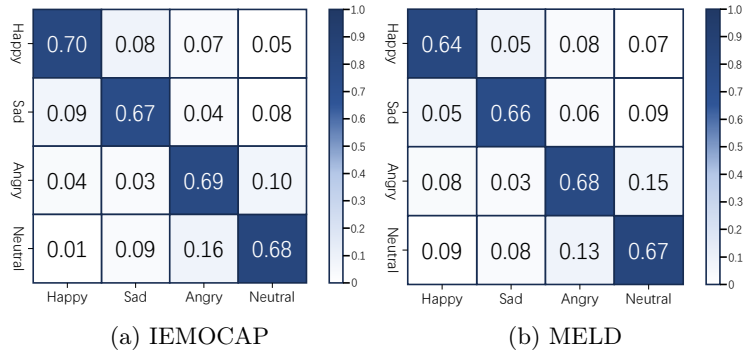 Happy 0.70 0.08 0.07 0.05
Sad 0.09 0.67 0.04 0.08
Angry 0.04 0.03 0.69 0.10
Neutral 0.01 0.09 0.16 0.68
Happy Sad Angry Neutral
1.0
0.9
0.8
0.7
0.6
0.5
0.4
0.3
0.2
0.1
0
(a) IEMOCAP
Happy 0.64 0.05 0.08 0.07
Sad 0.05 0.66 0.06 0.09
Angry 0.08 0.03 0.68 0.15
Neutral 0.09 0.08 0.13 0.67
Happy Sad Angry Neutral
1.0
0.9
0.8
0.7
0.6
0.5
0.4
0.3
0.2
0.1
0
(b) MELD